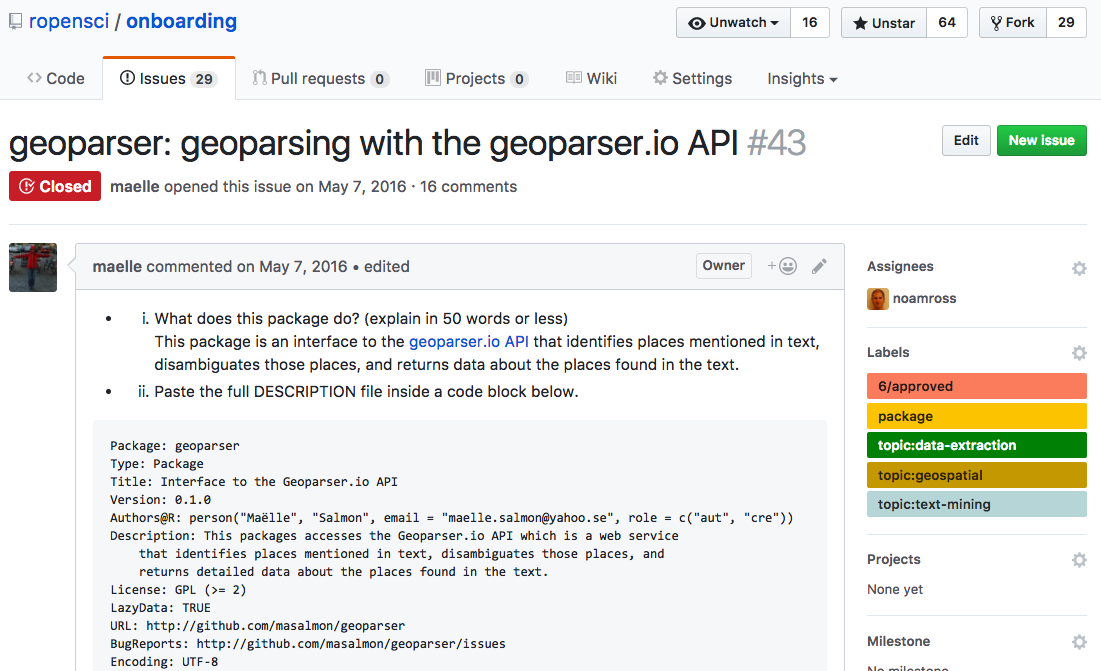 ropensci / onboarding
Unwatch 16 Unstar 64 Fork 29
Code Issues 29 Pull requests 0 Projects 0 Wiki Settings Insights
geoparser: geoparsing with the geoparser.io API #43
Edit New issue
Closed maelle opened this issue on May 7, 2016 · 16 comments
maelle commented on May 7, 2016 • edited
Owner
• i. What does this package do? (explain in 50 words or less)
This package is an interface to the geoparser.io API that identifies places mentioned in text,
disambiguates those places, and returns data about the places found in the text.
• ii. Paste the full DESCRIPTION file inside a code block below.
Package: geoparser
Type: Package
Title: Interface to the Geoparser.io API
Version: 0.1.0
Authors@R: person("Maëlle", "Salmon", email = "maelle.salmon@yahoo.se", role = c("aut", "cre"))
Description: This packages accesses the Geoparser.io API which is a web service
that identifies places mentioned in text, disambiguates those places, and
returns detailed data about the places found in the text.
License: GPL (>= 2)
LazyData: TRUE
URL: http://github.com/masalmon/geoparser
BugReports: http://github.com/masalmon/geoparser/issues
Encoding: UTF-8
Assignees
noamross
Labels
6/approved
package
topic:data-extraction
topic:geospatial
topic:text-mining
Projects
None yet
Milestone
No milestone